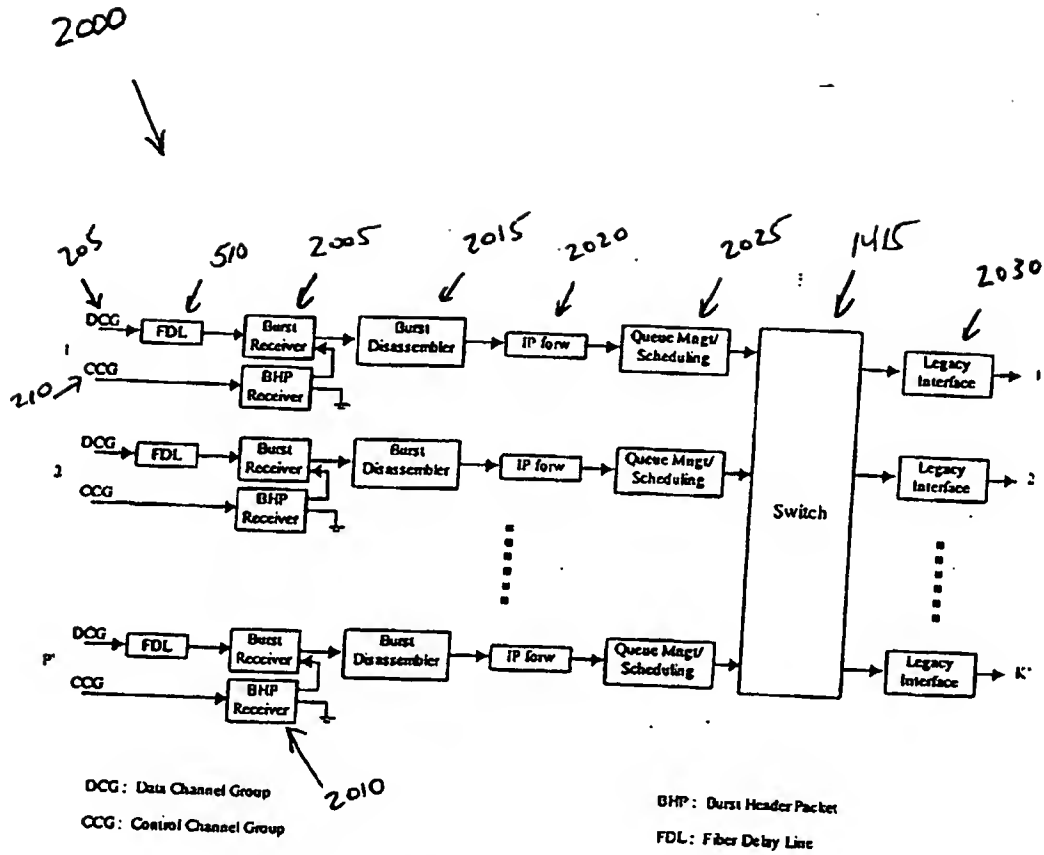 2000
205
510
2005
2015
2020
2025
1415
2030
1
DCG
FDL
Burst
Receiver
Burst
Disassembler
IP forw
Queue Mngt/
Scheduling
Legacy
Interface
1
210
CCG
BHP
Receiver
2
DCG
FDL
Burst
Receiver
Burst
Disassembler
IP forw
Queue Mngt/
Scheduling
Legacy
Interface
2
CCG
BHP
Receiver
Switch
P'
DCG
FDL
Burst
Receiver
Burst
Disassembler
IP forw
Queue Mngt/
Scheduling
Legacy
Interface
K'
CCG
BHP
Receiver
2010
DCG: Data Channel Group
BHP: Burst Header Packet
CCG: Control Channel Group
FDL: Fiber Delay Line